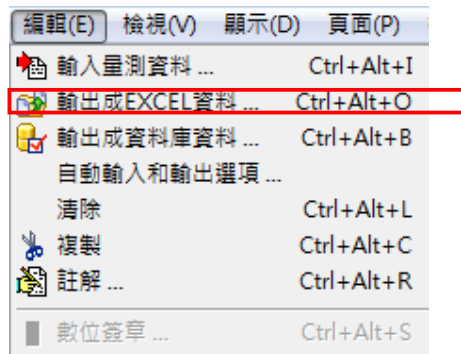 編輯(E) 檢視(V) 顯示(D) 頁面(P)
輸入量測資料 ... Ctrl+Alt+I
輸出成EXCEL資料 ... Ctrl+Alt+O
輸出成資料庫資料 ... Ctrl+Alt+B
自動輸入和輸出選項 ...
清除 Ctrl+Alt+L
複製 Ctrl+Alt+C
註解 ... Ctrl+Alt+R
數位簽章 ... Ctrl+Alt+S